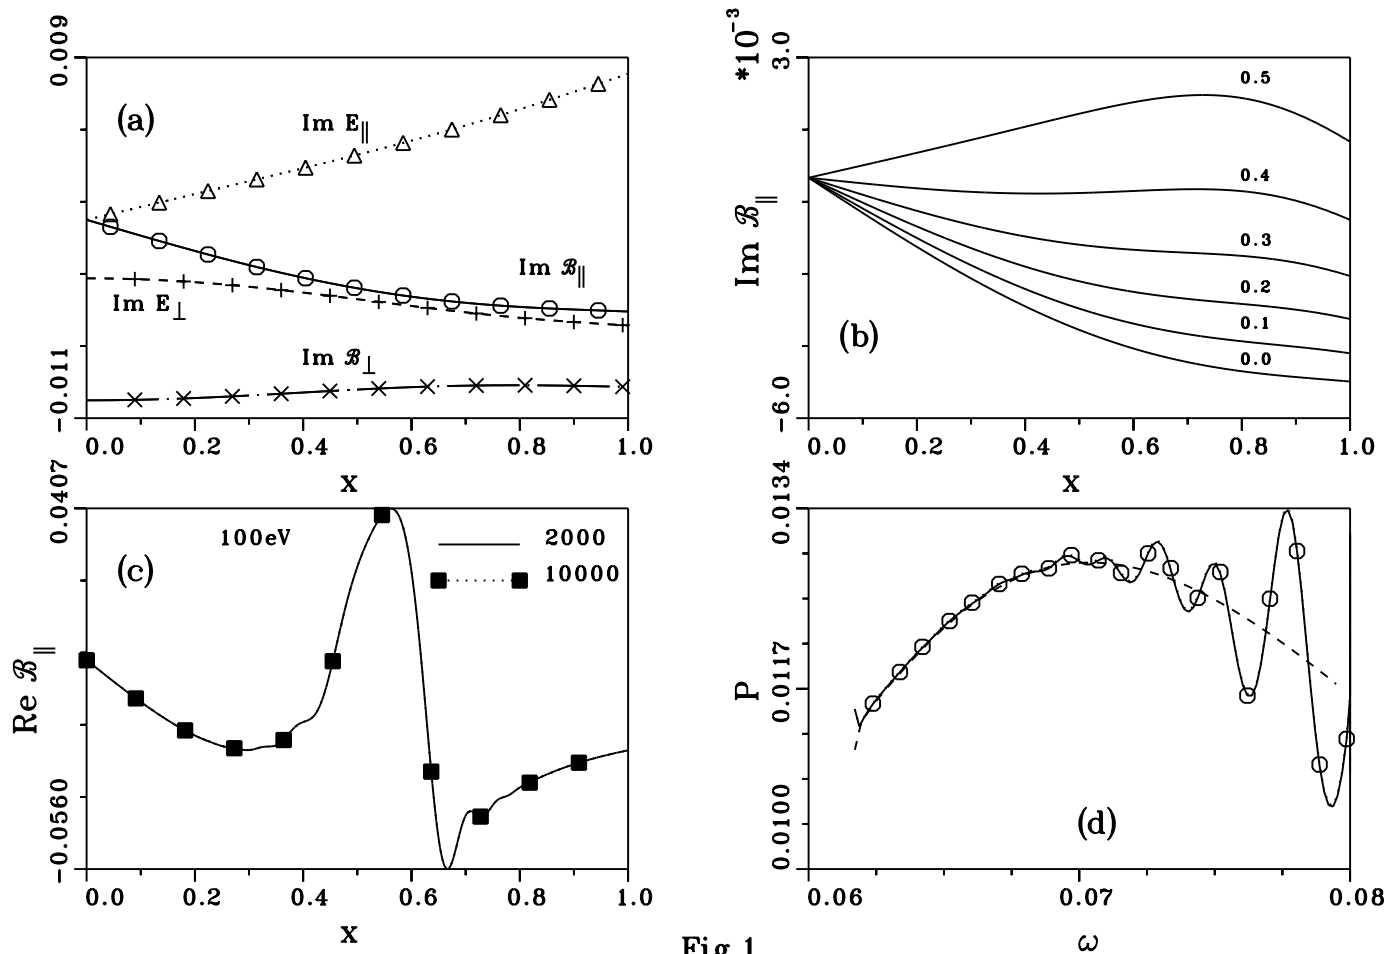 0.009
(a)
Im E∥
Im ℬ∥
Im E⊥
Im ℬ⊥
−0.011
0.0 0.2 0.4 0.6 0.8 1.0
x
*10⁻³
3.0
0.5
0.4
0.3
0.2
0.1
0.0
Im ℬ∥
(b)
−6.0
0.0 0.2 0.4 0.6 0.8 1.0
x
0.0407
100eV
2000
10000
(c)
Re ℬ∥
−0.0560
0.0 0.2 0.4 0.6 0.8 1.0
x
0.0134
P
0.0117
0.0100
(d)
0.06 0.07 0.08
ω
Fig 1